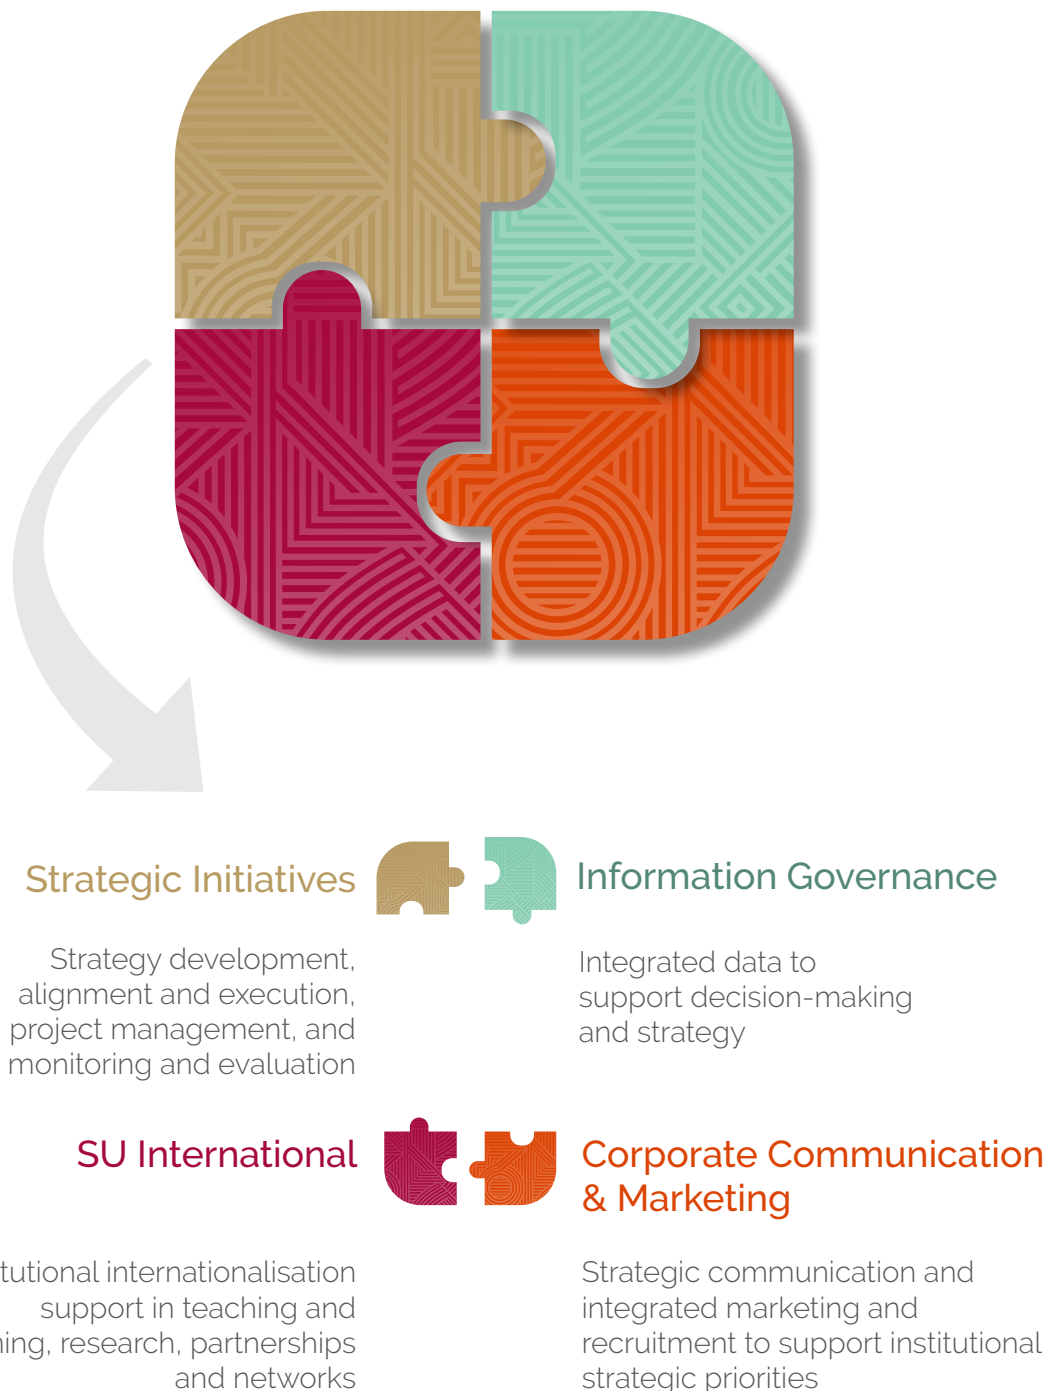 Strategic Initiatives
Strategy development,
alignment and execution,
project management, and
monitoring and evaluation
Information Governance
Integrated data to
support decision-making
and strategy
SU International
internationalisation
support in teaching and
research, partnerships
and networks
Corporate Communication
& Marketing
Strategic communication and
integrated marketing and
recruitment to support institutional
strategic priorities